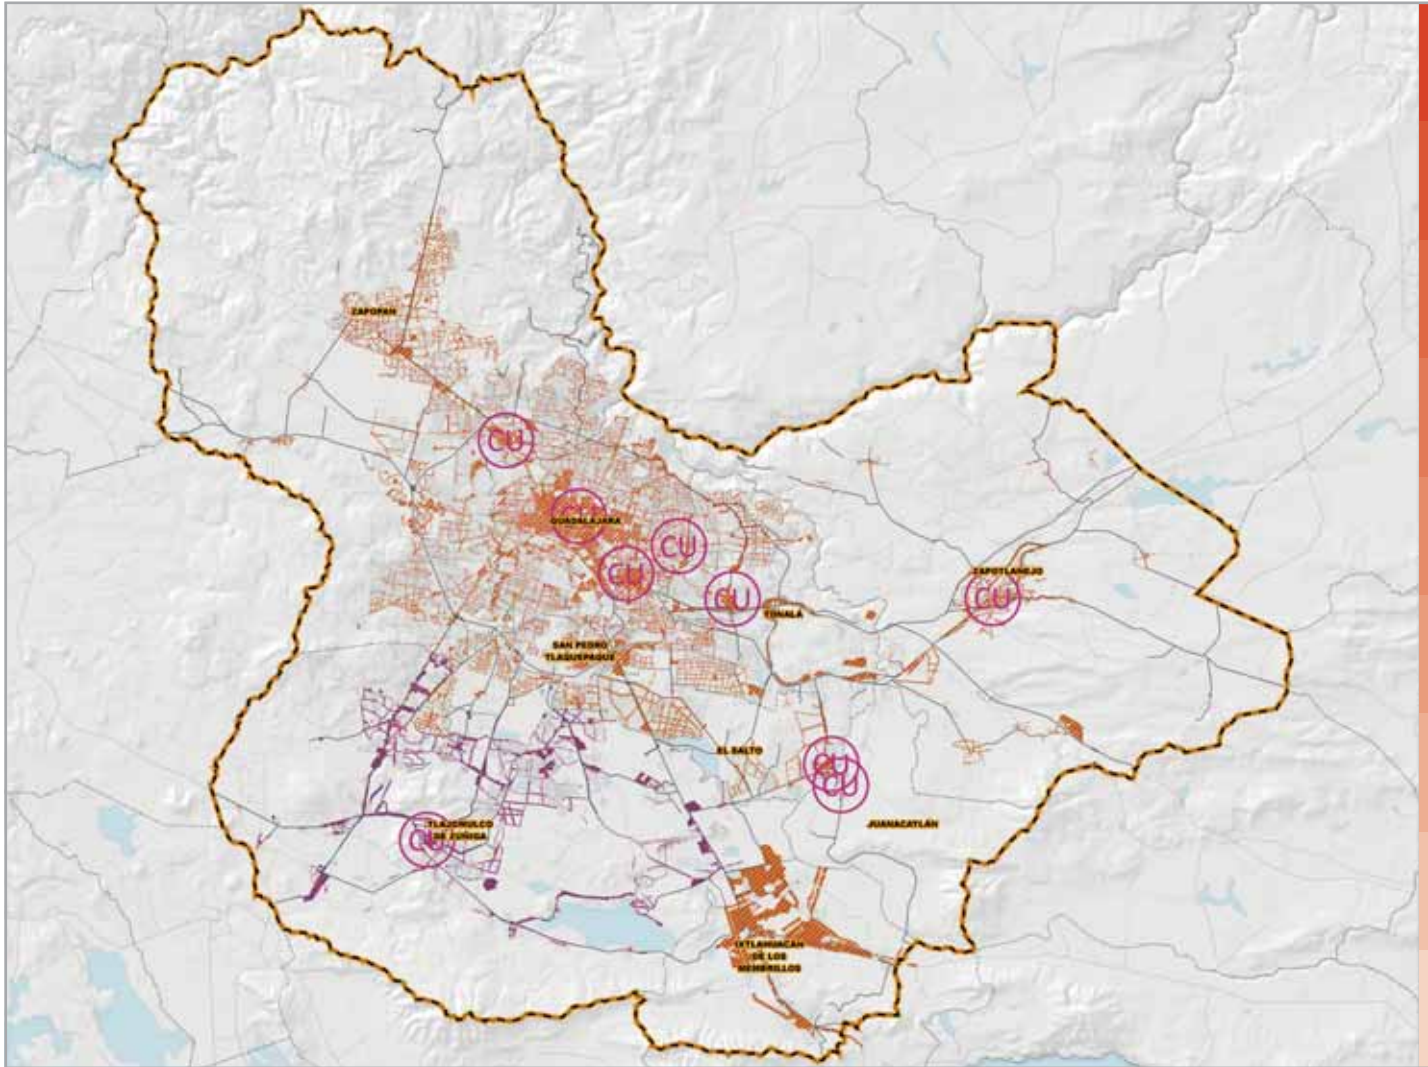 ZAPOPAN
CU
CU
GUADALAJARA
CU
CU
CU
ZAPOTLANEJO
CU
TONALÁ
SAN PEDRO
TLAQUEPAQUE
EL SALTO
CU
CU
TLAJOMULCO
DE ZÚÑIGA
CU
JUANACATLÁN
IXTLAHUACÁN
DE LOS
MEMBRILLOS